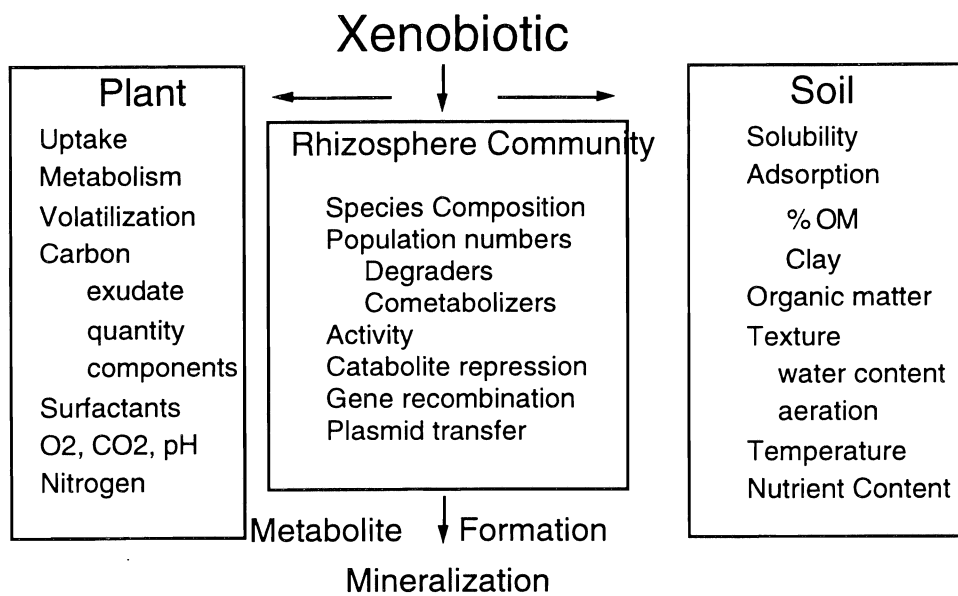 Xenobiotic
Plant
Uptake
Metabolism
Volatilization
Carbon
exudate
quantity
components
Surfactants
O2, CO2, pH
Nitrogen
Rhizosphere Community
Species Composition
Population numbers
Degraders
Cometabolizers
Activity
Catabolite repression
Gene recombination
Plasmid transfer
Soil
Solubility
Adsorption
% OM
Clay
Organic matter
Texture
water content
aeration
Temperature
Nutrient Content
Metabolite Formation
Mineralization